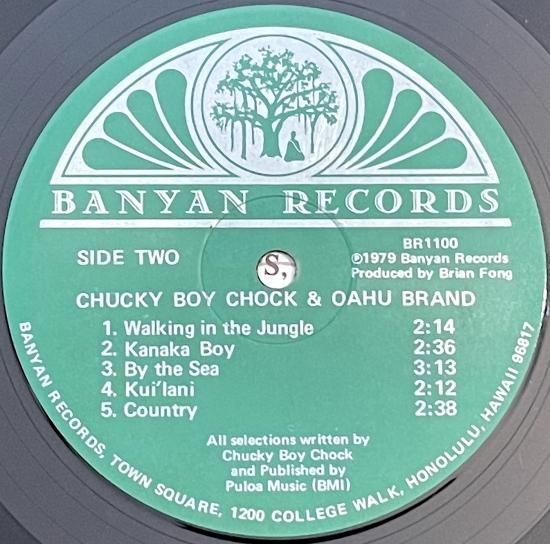 BANYAN RECORDS
SIDE TWO
BR1100
℗1979 Banyan Records
Produced by Brian Fong
S,
CHUCKY BOY CHOCK & OAHU BRAND
1. Walking in the Jungle 2:14
2. Kanaka Boy 2:36
3. By the Sea 3:13
4. Kui'lani 2:12
5. Country 2:38
All selections written by
Chucky Boy Chock
and Published by
Puloa Music (BMI)
BANYAN RECORDS, TOWN SQUARE, 1200 COLLEGE WALK, HONOLULU, HAWAII 96817